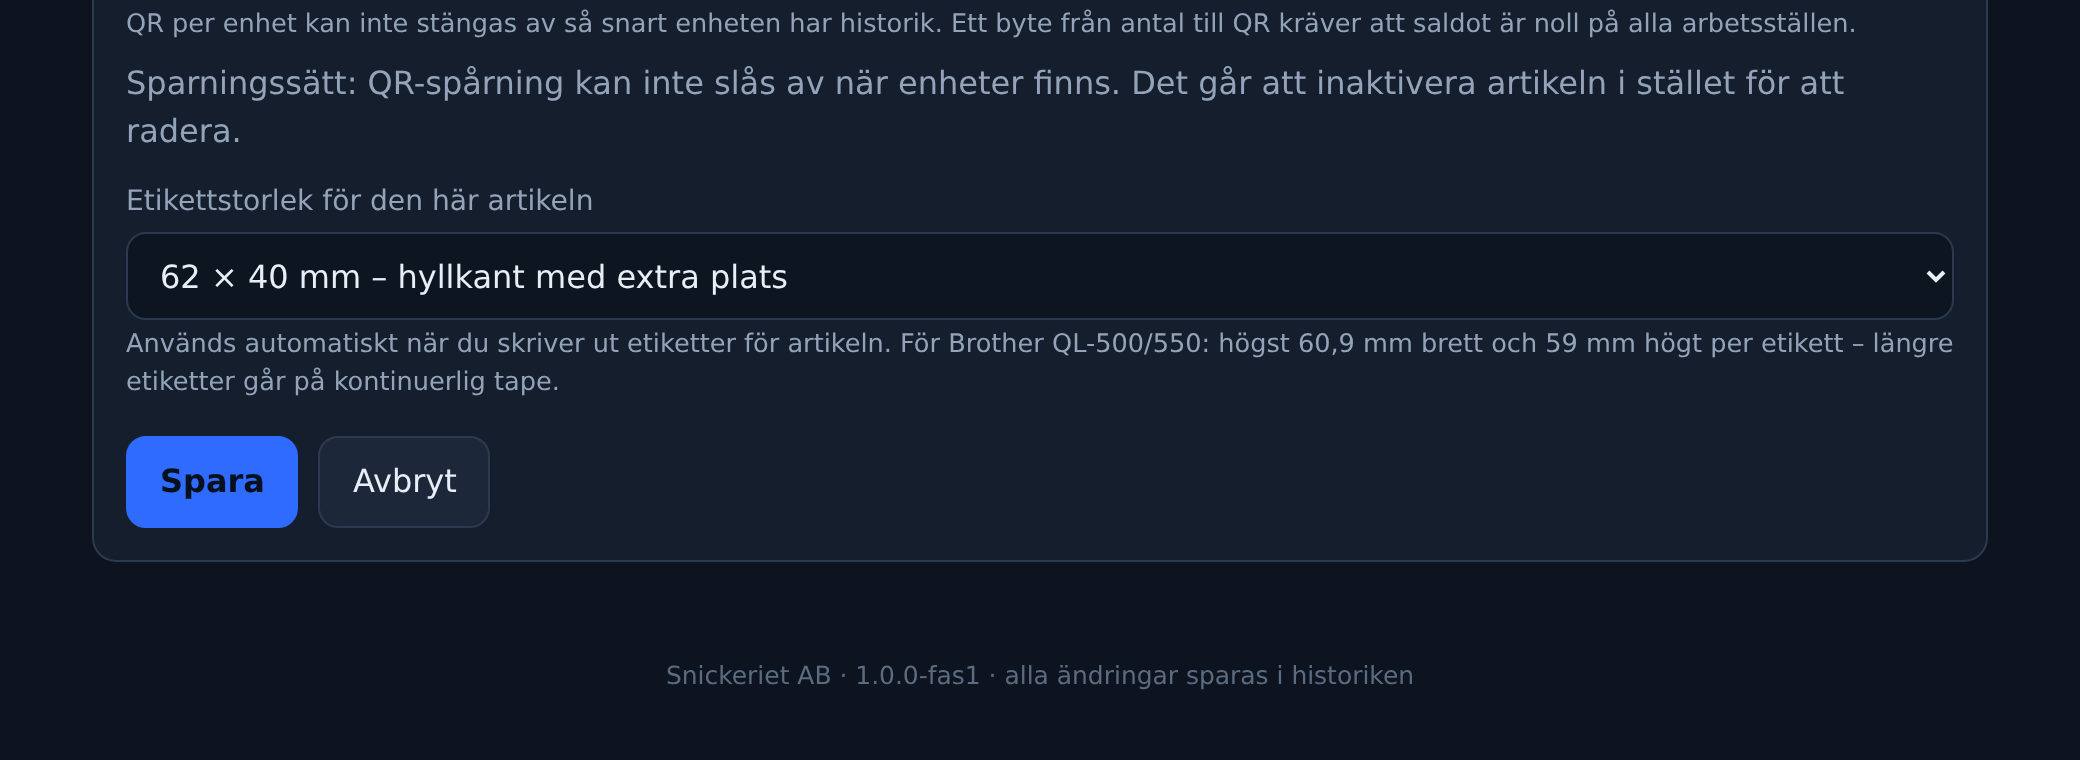 QR per enhet kan inte stängas av så snart enheten har historik. Ett byte från antal till QR kräver att saldot är noll på alla arbetsställen.
Sparningssätt: QR-spårning kan inte slås av när enheter finns. Det går att inaktivera artikeln i stället för att
radera.
Etikettstorlek för den här artikeln
62 × 40 mm – hyllkant med extra plats
Används automatiskt när du skriver ut etiketter för artikeln. För Brother QL-500/550: högst 60,9 mm brett och 59 mm högt per etikett – längre
etiketter går på kontinuerlig tape.
Spara
Avbryt
Snickeriet AB · 1.0.0-fas1 · alla ändringar sparas i historiken